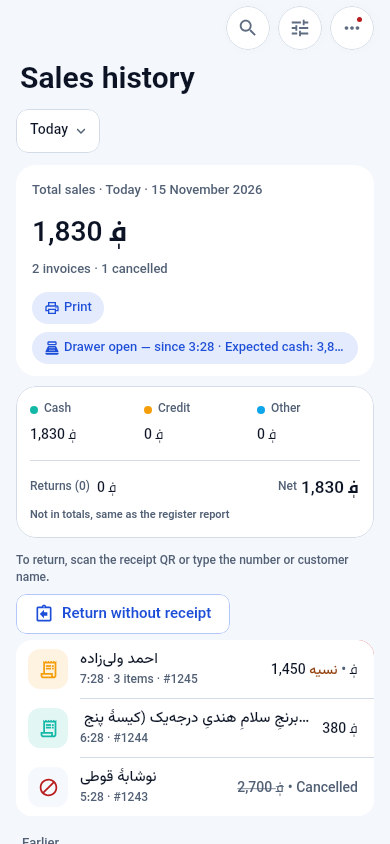 Sales history
Today
Total sales · Today · 15 November 2026
1,830 ؋
2 invoices · 1 cancelled
Print
Drawer open — since 3:28 · Expected cash: 3,8…
Cash
Credit
Other
1,830 ؋
0 ؋
0 ؋
Returns (0) 0 ؋
Net 1,830 ؋
Not in totals, same as the register report
To return, scan the receipt QR or type the number or customer
name.
Return without receipt
احمد ولی‌زاده
1,450 نسیه • ؋
7:28 · 3 items · #1245
برنجِ سلامِ هندیِ درجه‌یک (کیسهٔ پنج…
380 ؋
6:28 · #1244
نوشابهٔ قوطی
2,700 ؋ • Cancelled
5:28 · #1243
Earlier